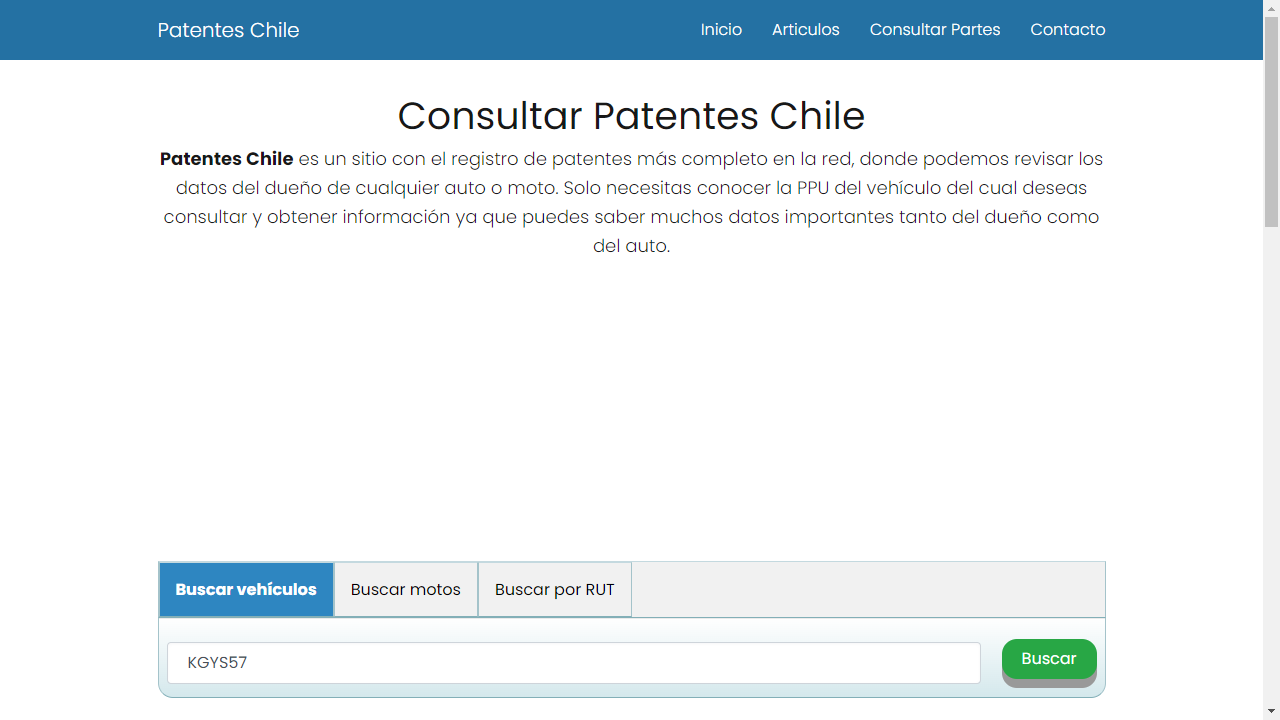 Patentes Chile
Inicio Articulos Consultar Partes Contacto
Consultar Patentes Chile
Patentes Chile es un sitio con el registro de patentes más completo en la red, donde podemos revisar los
datos del dueño de cualquier auto o moto. Solo necesitas conocer la PPU del vehículo del cual deseas
consultar y obtener información ya que puedes saber muchos datos importantes tanto del dueño como
del auto.
Buscar vehículos Buscar motos Buscar por RUT
KGYS57 Buscar